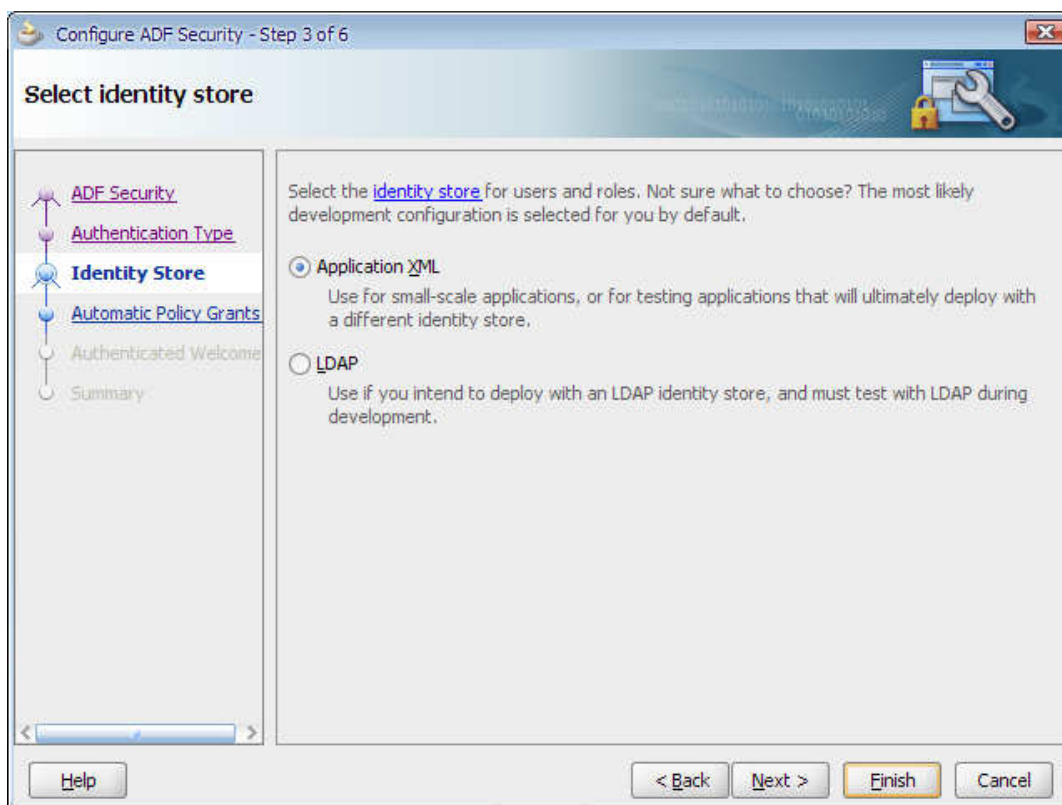 Configure ADF Security - Step 3 of 6
Select identity store
ADF Security
Authentication Type
Identity Store
Automatic Policy Grants
Authenticated Welcome
Summary
Select the identity store for users and roles. Not sure what to choose? The most likely
development configuration is selected for you by default.
Application XML
Use for small-scale applications, or for testing applications that will ultimately deploy with
a different identity store.
LDAP
Use if you intend to deploy with an LDAP identity store, and must test with LDAP during
development.
Help
< Back
Next >
Finish
Cancel